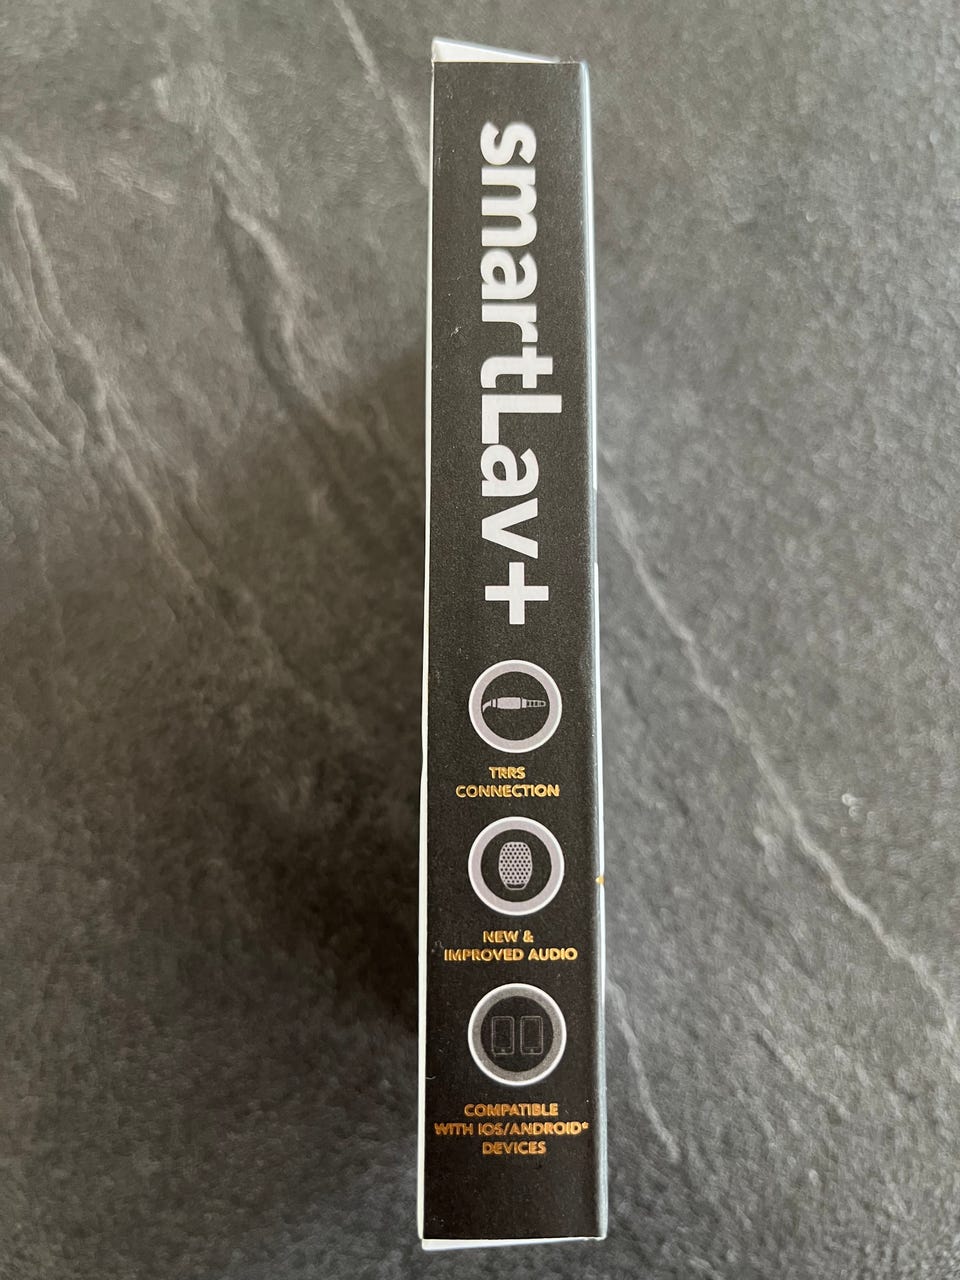 smartLav+
TRRS
CONNECTION
NEW &
IMPROVED AUDIO
COMPATIBLE
WITH IOS/ANDROID*
DEVICES